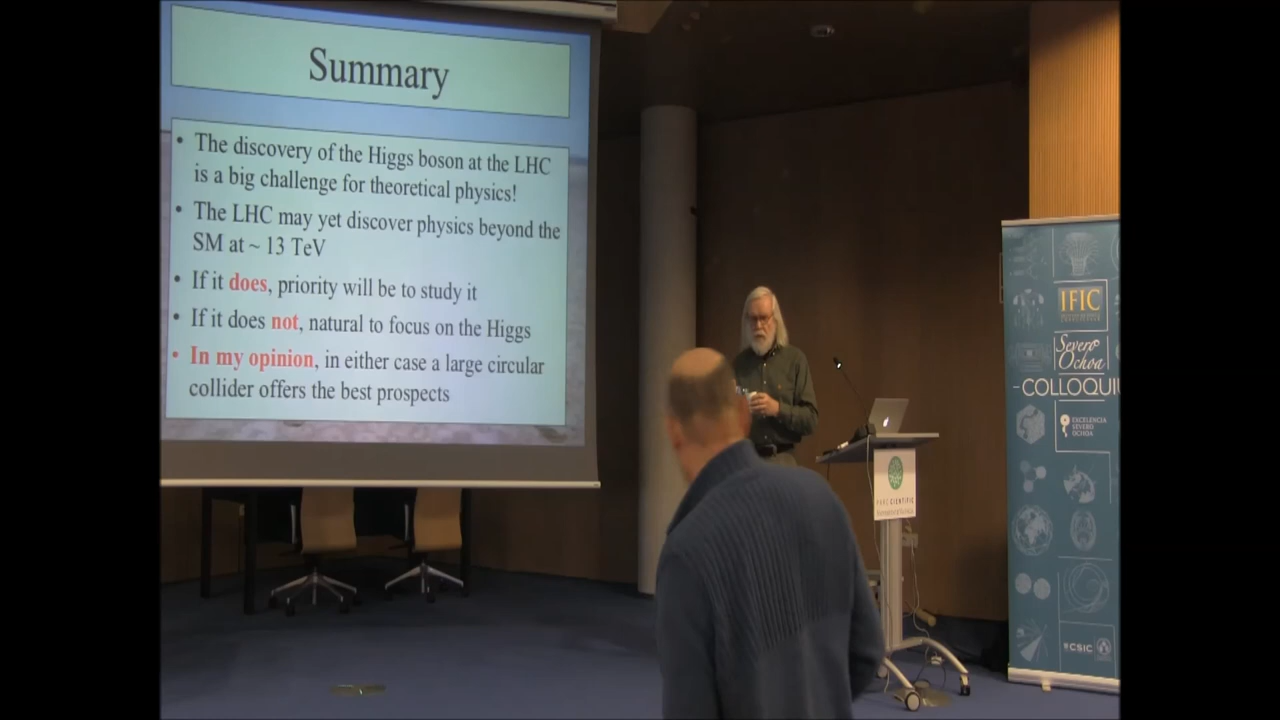 Summary
• The discovery of the Higgs boson at the LHC
is a big challenge for theoretical physics!
• The LHC may yet discover physics beyond the
SM at ~ 13 TeV
• If it does, priority will be to study it
• If it does not, natural to focus on the Higgs
• In my opinion, in either case a large circular
collider offers the best prospects
IFIC
Severo
Ochoa
-COLLOQUIU
EXCELENCIA
SEVERO
OCHOA
CSIC
PARC CIENTÍFIC